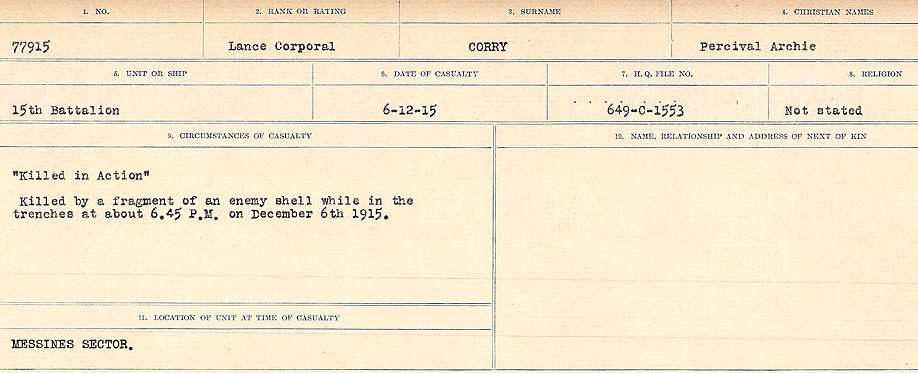 1. NO.
2. RANK OR RATING
3. SURNAME
4. CHRISTIAN NAMES
77915
Lance Corporal
CORRY
Percival Archie
5. UNIT OR SHIP
6. DATE OF CASUALTY
7. H.Q. FILE NO.
8. RELIGION
15th Battalion
6-12-15
649-C-1553
Not stated
9. CIRCUMSTANCES OF CASUALTY
"Killed in Action"
Killed by a fragment of an enemy shell while in the
trenches at about 6.45 P.M. on December 6th 1915.
10. NAME, RELATIONSHIP AND ADDRESS OF NEXT OF KIN
11. LOCATION OF UNIT AT TIME OF CASUALTY
MESSINES SECTOR.